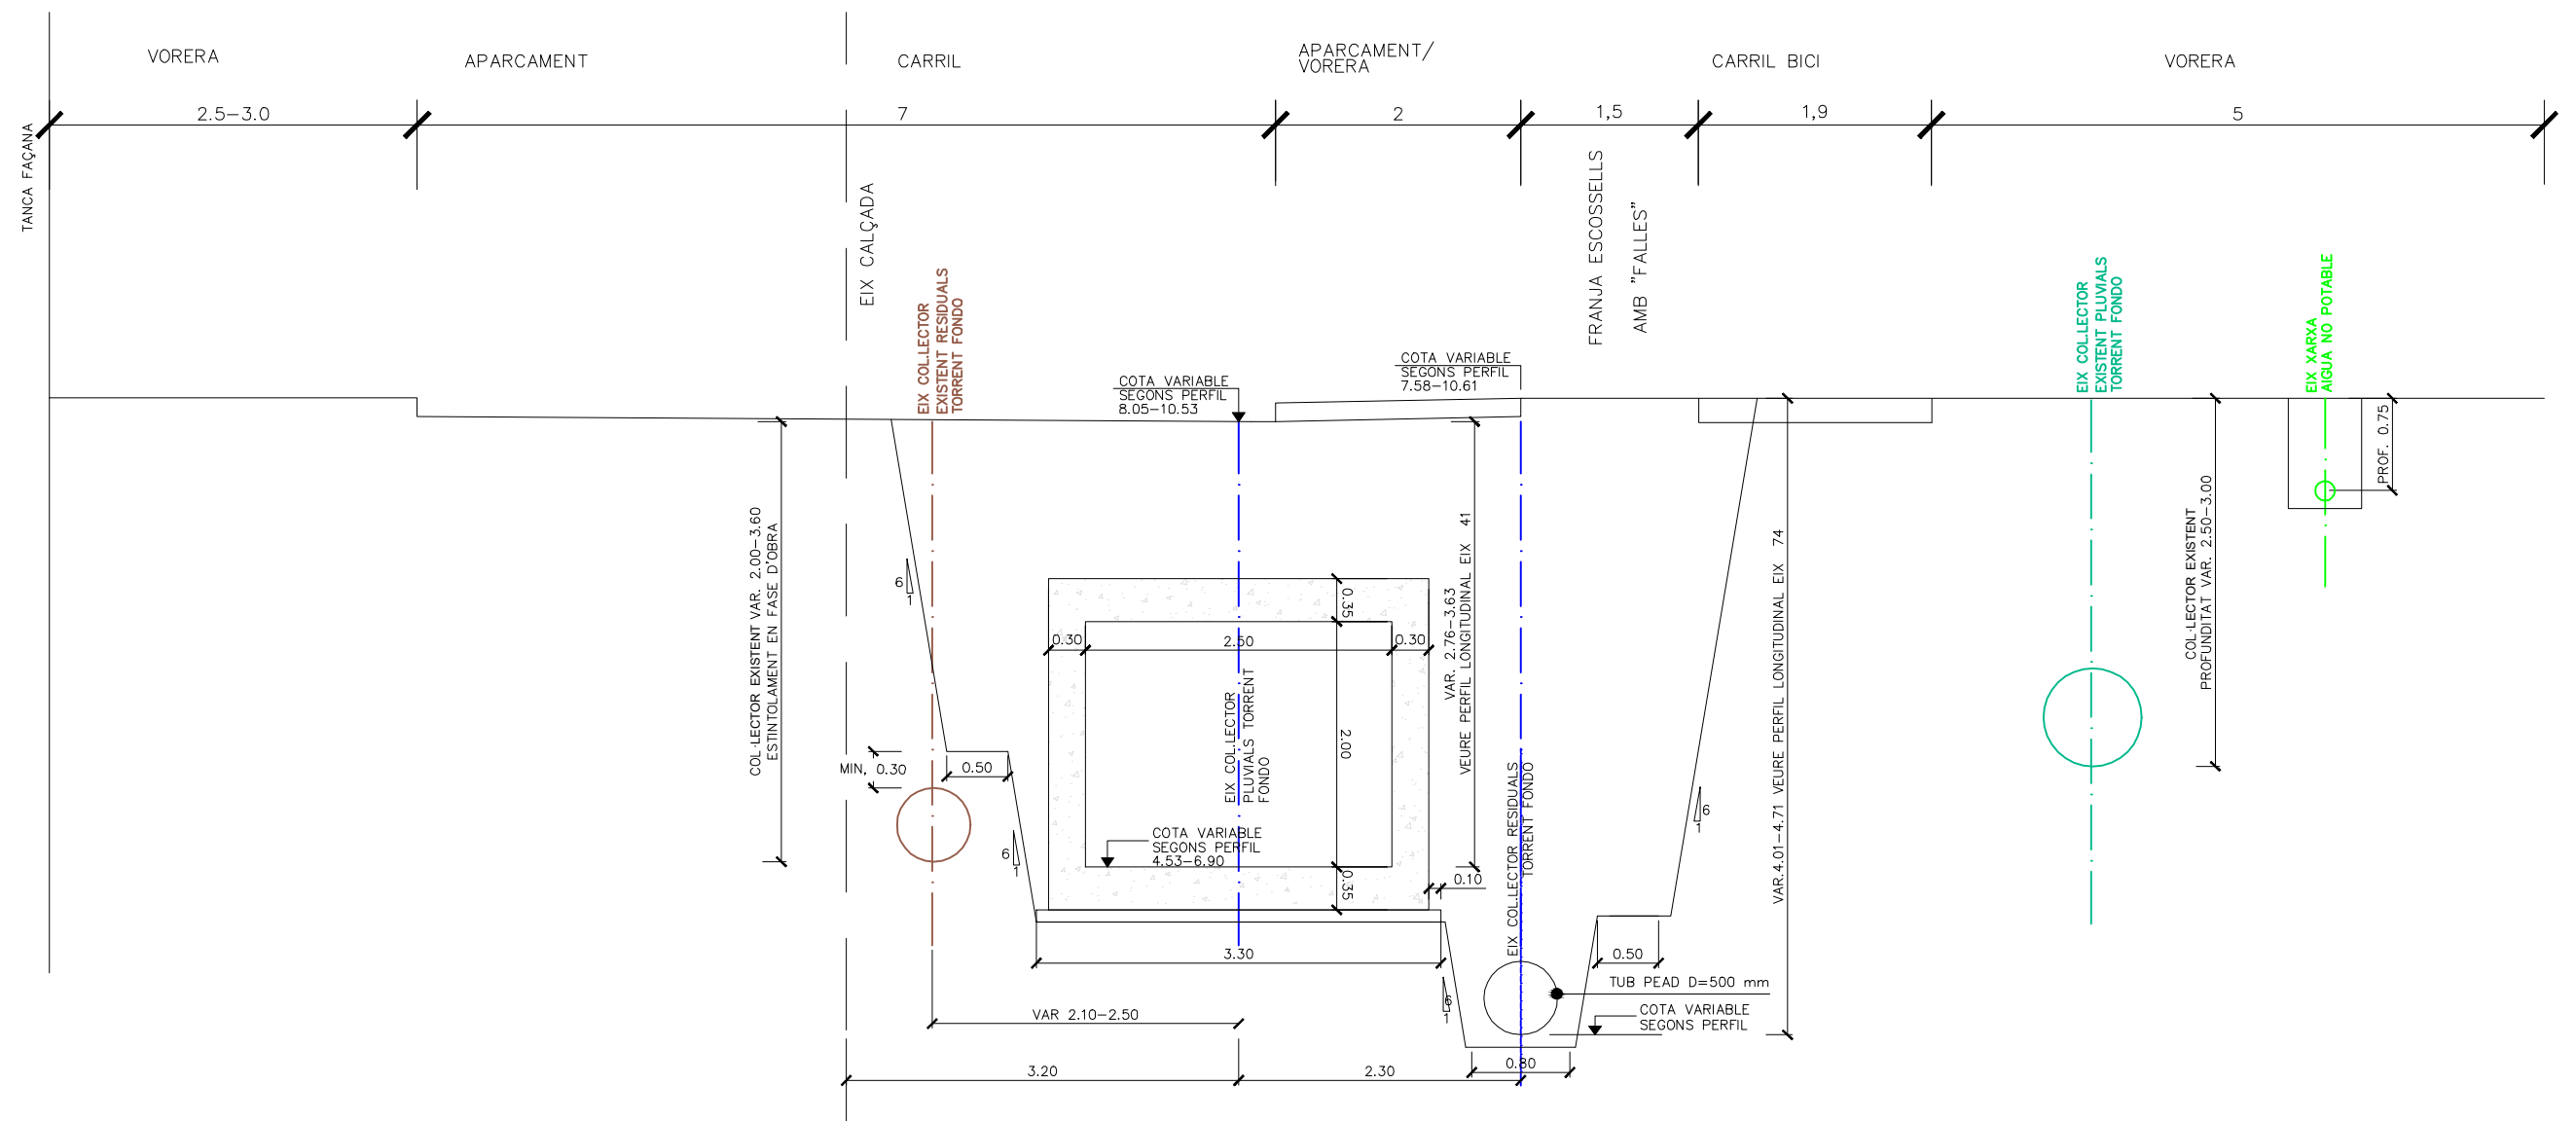 VORERA
APARCAMENT
CARRIL
APARCAMENT/
VORERA
CARRIL BICI
VORERA
2.5-3.0
7
2
1,5
1,9
5
TANCA FAÇANA
EIX CALÇADA
FRANJA ESCOSSELLS
AMB "FALLES"
EIX COL.LECTOR
EXISTENT RESIDUALS
TORRENT FONDO
COTA VARIABLE
SEGONS PERFIL
8.05-10.53
COTA VARIABLE
SEGONS PERFIL
7.58-10.61
EIX COL.LECTOR
EXISTENT PLUVIALS
TORRENT FONDO
EIX XARXA
AIGUA NO POTABLE
PROF. 0.75
COL·LECTOR EXISTENT VAR. 2.00-3.60
ESTINTOLAMENT EN FASE D'OBRA
6
1
MIN, 0.30
0.50
6
1
0.35
0.30
2.50
0.30
2.00
EIX COL.LECTOR
PLUVIALS TORRENT
FONDO
COTA VARIABLE
SEGONS PERFIL
4.53-6.90
0.35
0.10
VAR. 2.76-3.63
VEURE PERFIL LONGITUDINAL EIX 41
EIX COL.LECTOR RESIDUALS
TORRENT FONDO
VAR.4.01-4.71 VEURE PERFIL LONGITUDINAL EIX 74
6
1
COL·LECTOR EXISTENT
PROFUNDITAT VAR. 2.50-3.00
3.30
0.50
6
1
TUB PEAD D=500 mm
COTA VARIABLE
SEGONS PERFIL
VAR 2.10-2.50
0.80
3.20
2.30